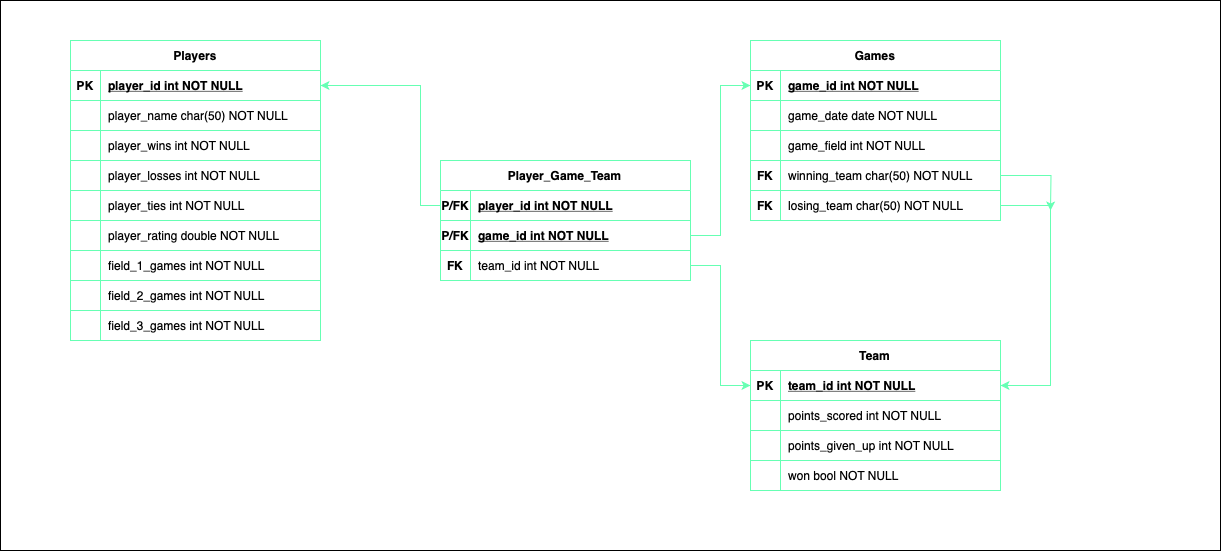 Players
PK player_id int NOT NULL
player_name char(50) NOT NULL
player_wins int NOT NULL
player_losses int NOT NULL
player_ties int NOT NULL
player_rating double NOT NULL
field_1_games int NOT NULL
field_2_games int NOT NULL
field_3_games int NOT NULL
Player_Game_Team
P/FK player_id int NOT NULL
P/FK game_id int NOT NULL
FK team_id int NOT NULL
Games
PK game_id int NOT NULL
game_date date NOT NULL
game_field int NOT NULL
FK winning_team char(50) NOT NULL
FK losing_team char(50) NOT NULL
Team
PK team_id int NOT NULL
points_scored int NOT NULL
points_given_up int NOT NULL
won bool NOT NULL